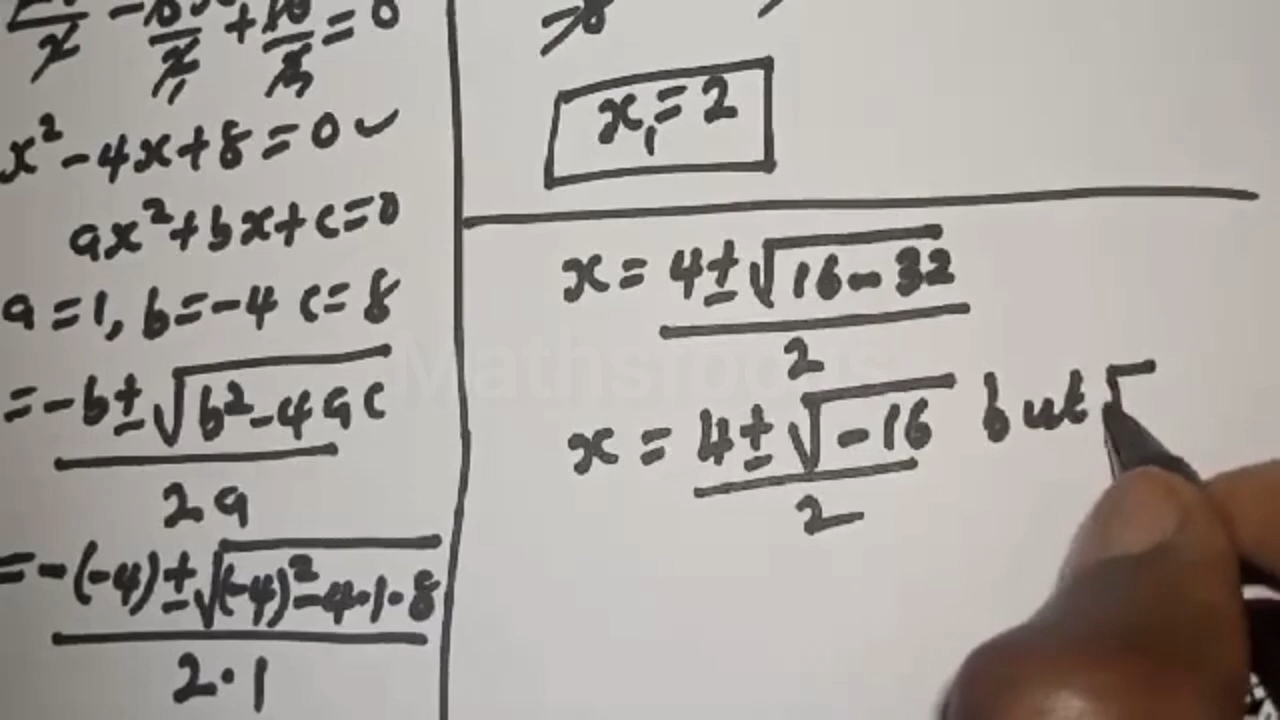 x² - 4x + 8 = 0 ✓
ax² + bx + c = 0
a = 1, b = -4 c = 8
= -b ± √(b² - 4ac) / 2a
= -(-4) ± √((-4)² - 4·1·8) / 2·1
x₁ = 2
x = 4 ± √(16 - 32) / 2
x = 4 ± √(-16) / 2 but √